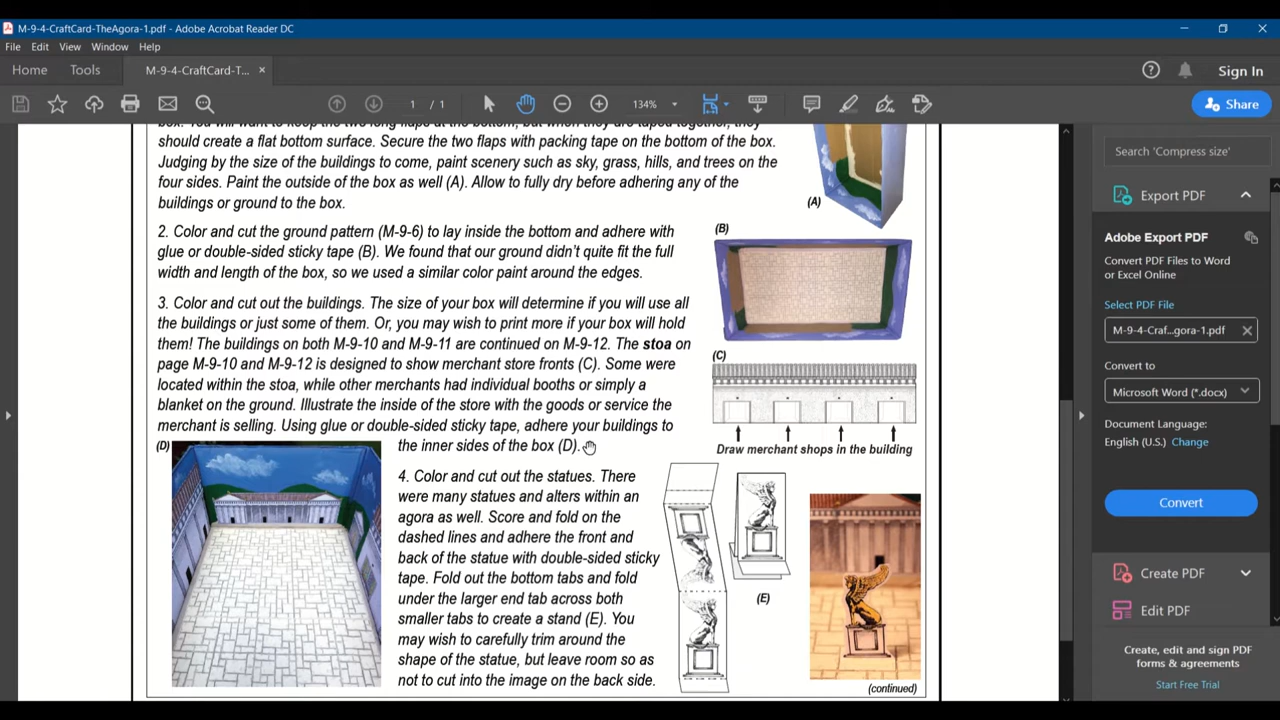 M-9-4-CraftCard-TheAgora-1.pdf - Adobe Acrobat Reader DC
File Edit View Window Help
Home Tools M-9-4-CraftCard-T... × Sign In
1 / 1 134% Share
should create a flat bottom surface. Secure the two flaps with packing tape on the bottom of the box.
Judging by the size of the buildings to come, paint scenery such as sky, grass, hills, and trees on the
four sides. Paint the outside of the box as well (A). Allow to fully dry before adhering any of the
buildings or ground to the box.
(A)
2. Color and cut the ground pattern (M-9-6) to lay inside the bottom and adhere with
glue or double-sided sticky tape (B). We found that our ground didn't quite fit the full
width and length of the box, so we used a similar color paint around the edges.
(B)
3. Color and cut out the buildings. The size of your box will determine if you will use all
the buildings or just some of them. Or, you may wish to print more if your box will hold
them! The buildings on both M-9-10 and M-9-11 are continued on M-9-12. The stoa on
page M-9-10 and M-9-12 is designed to show merchant store fronts (C). Some were
located within the stoa, while other merchants had individual booths or simply a
blanket on the ground. Illustrate the inside of the store with the goods or service the
merchant is selling. Using glue or double-sided sticky tape, adhere your buildings to
the inner sides of the box (D).
(C)
Draw merchant shops in the building
(D)
4. Color and cut out the statues. There
were many statues and alters within an
agora as well. Score and fold on the
dashed lines and adhere the front and
back of the statue with double-sided sticky
tape. Fold out the bottom tabs and fold
under the larger end tab across both
smaller tabs to create a stand (E). You
may wish to carefully trim around the
shape of the statue, but leave room so as
not to cut into the image on the back side.
(E)
(continued)
Search 'Compress size'
Export PDF
Adobe Export PDF
Convert PDF Files to Word
or Excel Online
Select PDF File
M-9-4-Craf...gora-1.pdf
Convert to
Microsoft Word (*.docx)
Document Language:
English (U.S.) Change
Convert
Create PDF
Edit PDF
Create, edit and sign PDF
forms & agreements
Start Free Trial